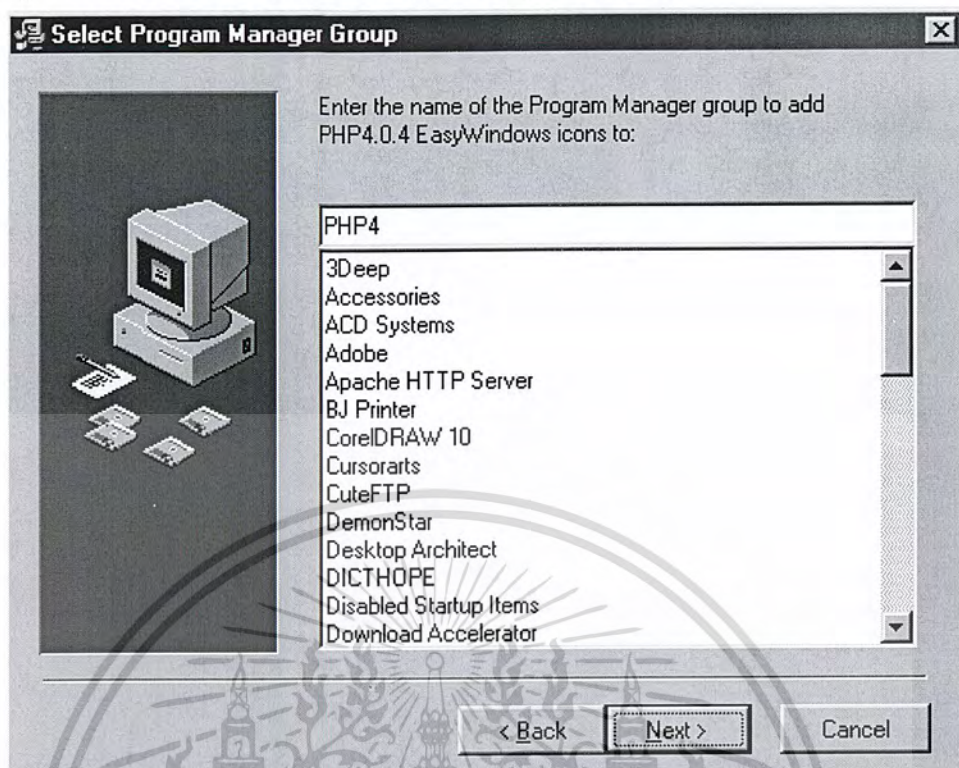 Select Program Manager Group
Enter the name of the Program Manager group to add
PHP4.0.4 EasyWindows icons to:
PHP4
3Deep
Accessories
ACD Systems
Adobe
Apache HTTP Server
BJ Printer
CorelDRAW 10
Cursorarts
CuteFTP
DemonStar
Desktop Architect
DICTHOPE
Disabled Startup Items
Download Accelerator
< Back Next > Cancel